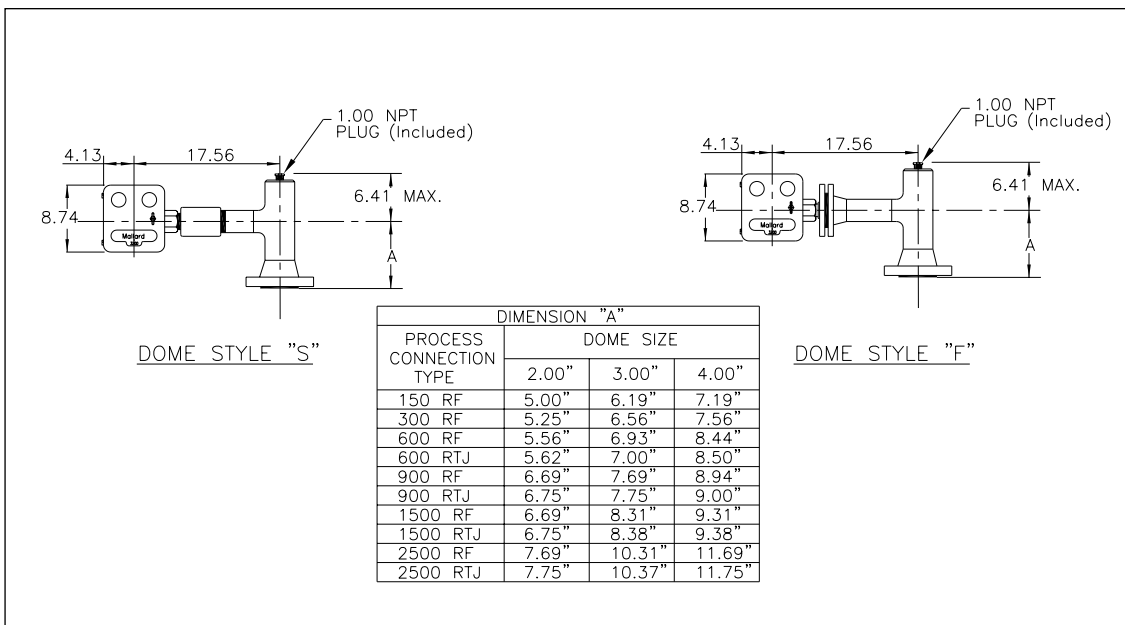 1.00 NPT
PLUG (Included)
4.13 17.56
6.41 MAX.
8.74
Mallard
A
DOME STYLE "S"
1.00 NPT
PLUG (Included)
4.13 17.56
6.41 MAX.
8.74
Mallard
A
DOME STYLE "F"
DIMENSION "A"
PROCESS CONNECTION TYPE DOME SIZE
2.00” 3.00” 4.00”
150 RF 5.00” 6.19” 7.19”
300 RF 5.25” 6.56” 7.56”
600 RF 5.56” 6.93” 8.44”
600 RTJ 5.62” 7.00” 8.50”
900 RF 6.69” 7.69” 8.94”
900 RTJ 6.75” 7.75” 9.00”
1500 RF 6.69” 8.31” 9.31”
1500 RTJ 6.75” 8.38” 9.38”
2500 RF 7.69” 10.31” 11.69”
2500 RTJ 7.75” 10.37” 11.75”